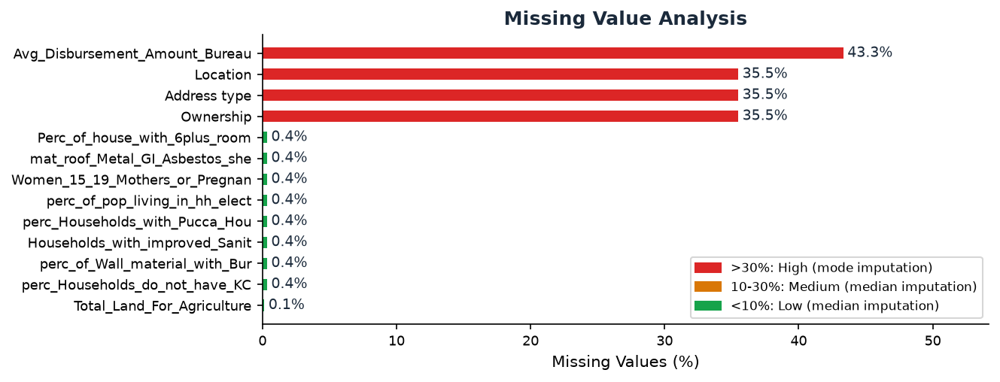 Missing Value Analysis
Avg_Disbursement_Amount_Bureau 43.3%
Location 35.5%
Address type 35.5%
Ownership 35.5%
Perc_of_house_with_6plus_room 0.4%
mat_roof_Metal_GI_Asbestos_she 0.4%
Women_15_19_Mothers_or_Pregnan 0.4%
perc_of_pop_living_in_hh_elect 0.4%
perc_Households_with_Pucca_Hou 0.4%
Households_with_improved_Sanit 0.4%
perc_of_Wall_material_with_Bur 0.4%
perc_Households_do_not_have_KC 0.4%
Total_Land_For_Agriculture 0.1%
>30%: High (mode imputation)
10-30%: Medium (median imputation)
<10%: Low (median imputation)
0 10 20 30 40 50
Missing Values (%)